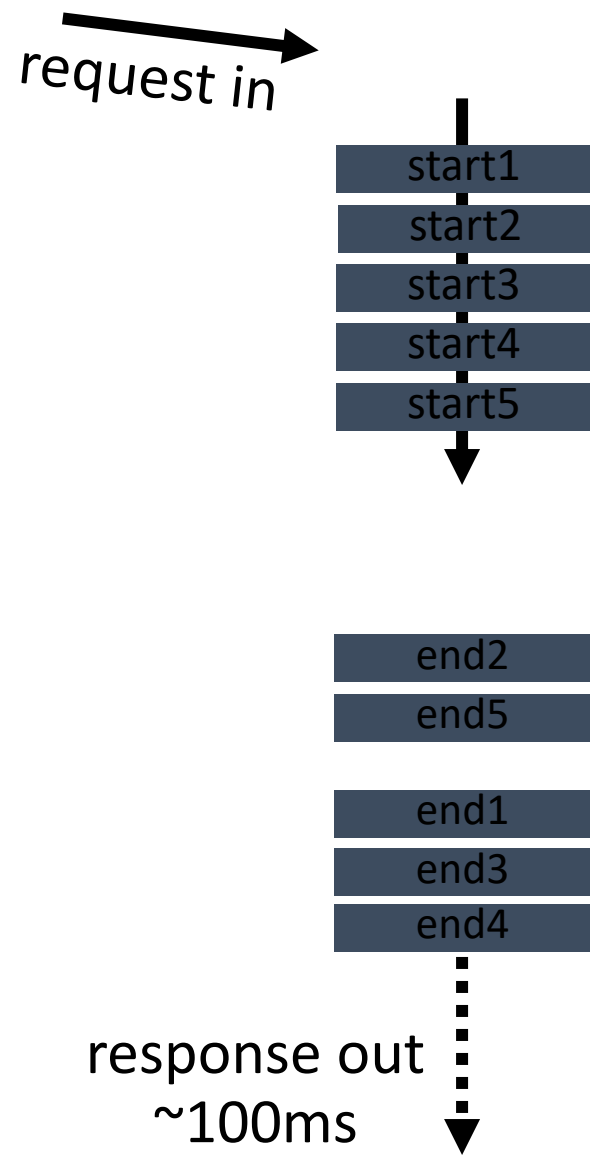 request in
start1
start2
start3
start4
start5
end2
end5
end1
end3
end4
response out
~100ms